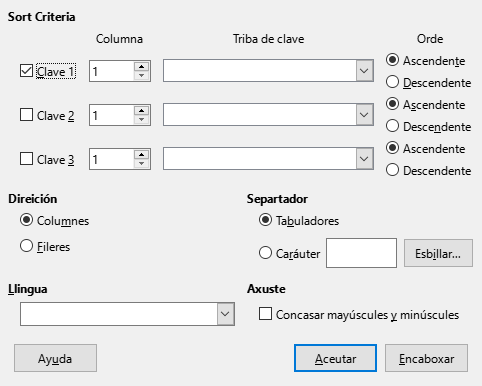 Sort Criteria
Columna Triba de clave Orde
Clave 1 1 Ascendente
Descendente
Clave 2 1 Ascendente
Descendente
Clave 3 1 Ascendente
Descendente
Direición Separtador
Columnes Tabuladores
Fileres Caráuter Esbillar...
Llingua Axuste
Concasar mayúscules y minúscules
Ayuda Aceutar Encaboxar